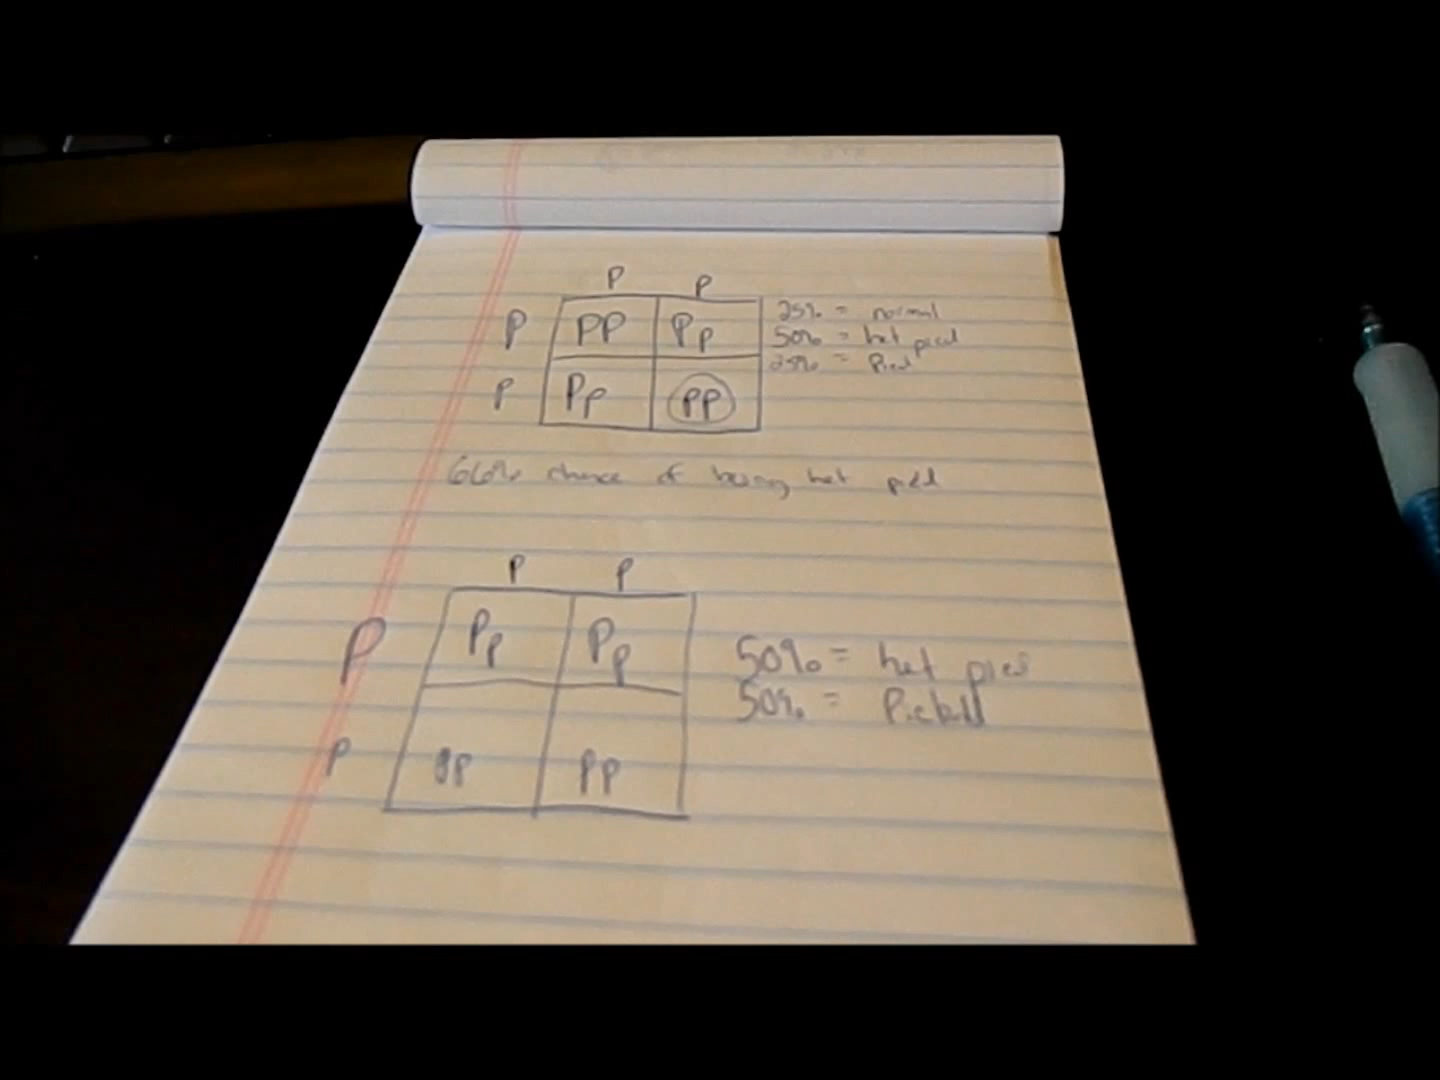 P p
P PP Pp
p Pp pp
25% = normal
50% = het pied
25% = Pied
66% chance of being het pied
p p
P Pp Pp
p pp pp
50% = het pied
50% = Pied